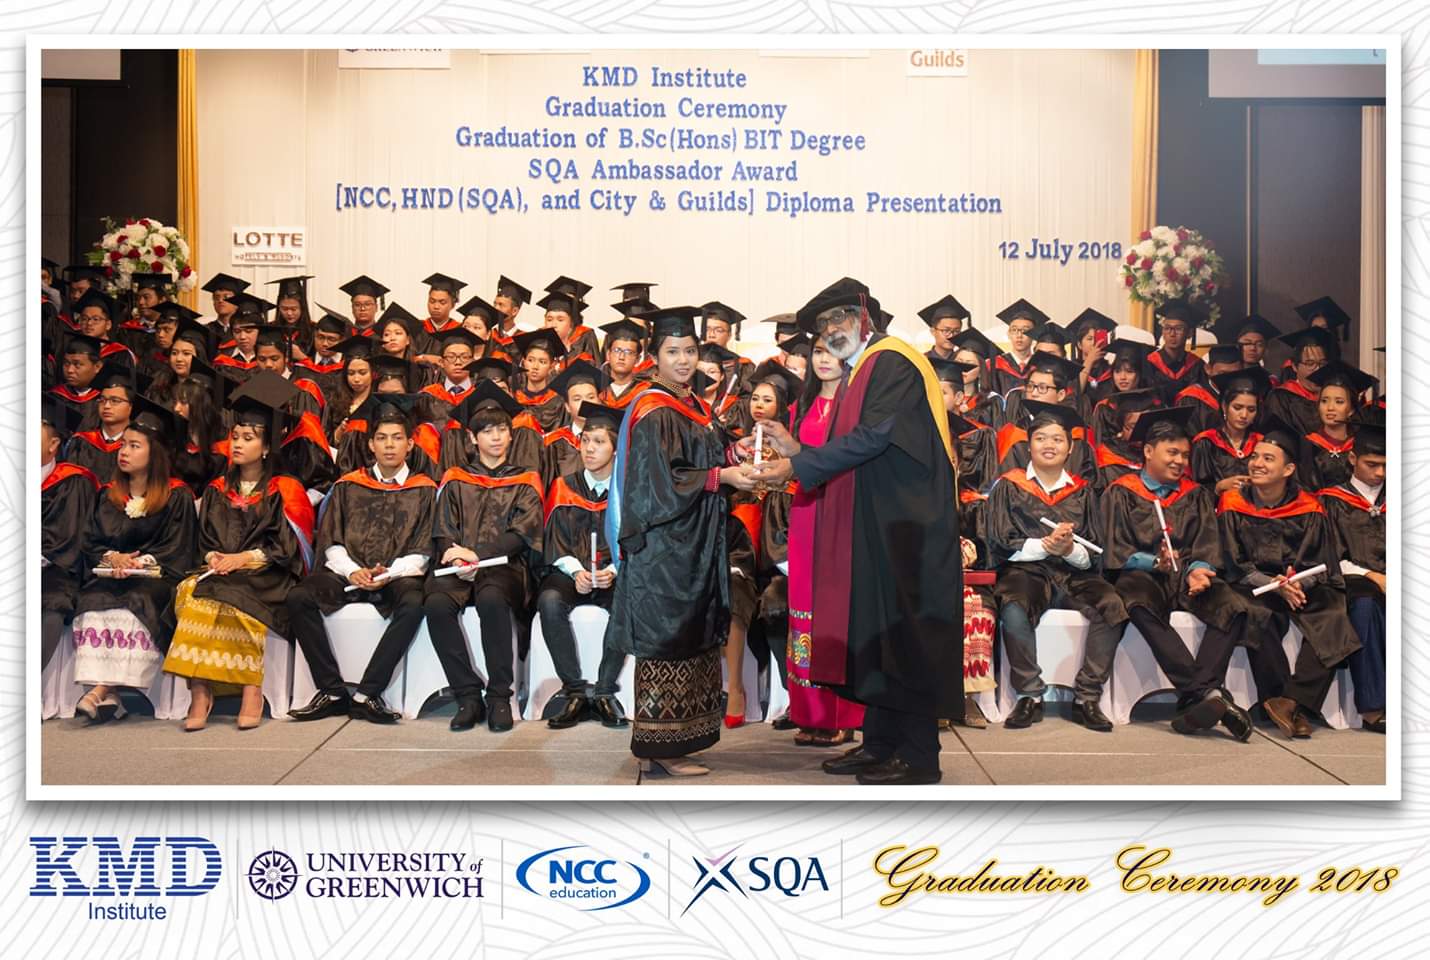 GREENWICH
Guilds
KMD Institute
Graduation Ceremony
Graduation of B.Sc(Hons) BIT Degree
SQA Ambassador Award
[NCC, HND (SQA), and City & Guilds] Diploma Presentation
LOTTE
12 July 2018
KMD
Institute
UNIVERSITY of
GREENWICH
NCC ®
education
SQA
Graduation Ceremony 2018